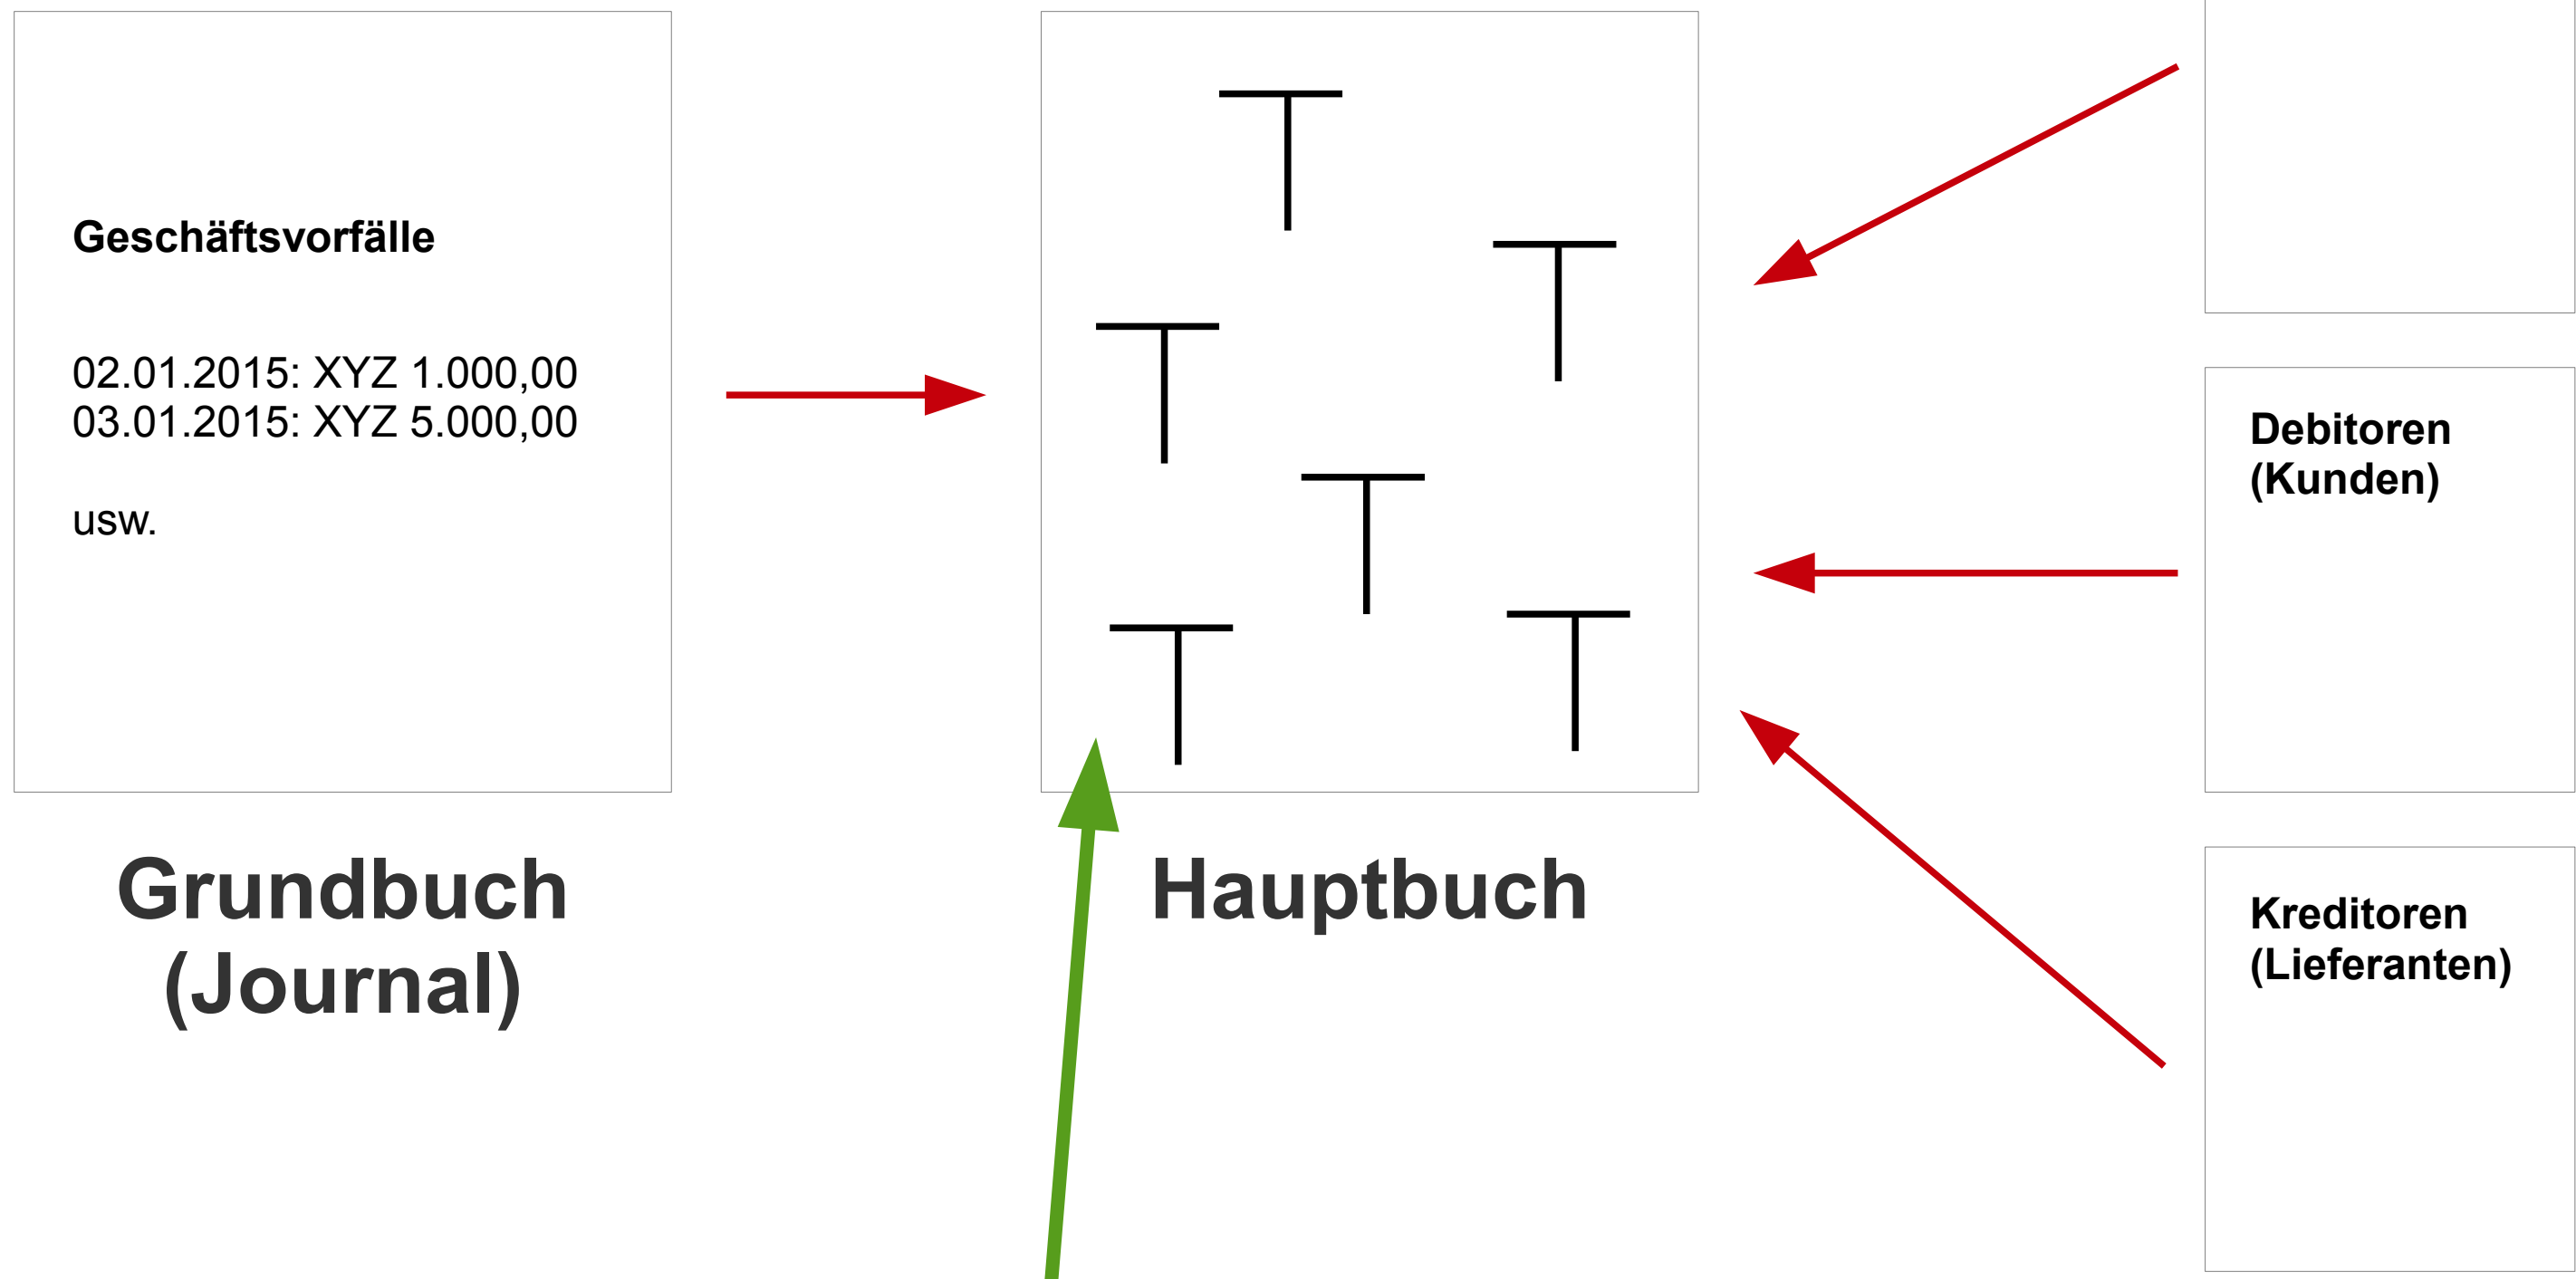 Geschäftsvorfälle
02.01.2015: XYZ 1.000,00
03.01.2015: XYZ 5.000,00
usw.
Grundbuch
(Journal)
Hauptbuch
Debitoren
(Kunden)
Kreditoren
(Lieferanten)